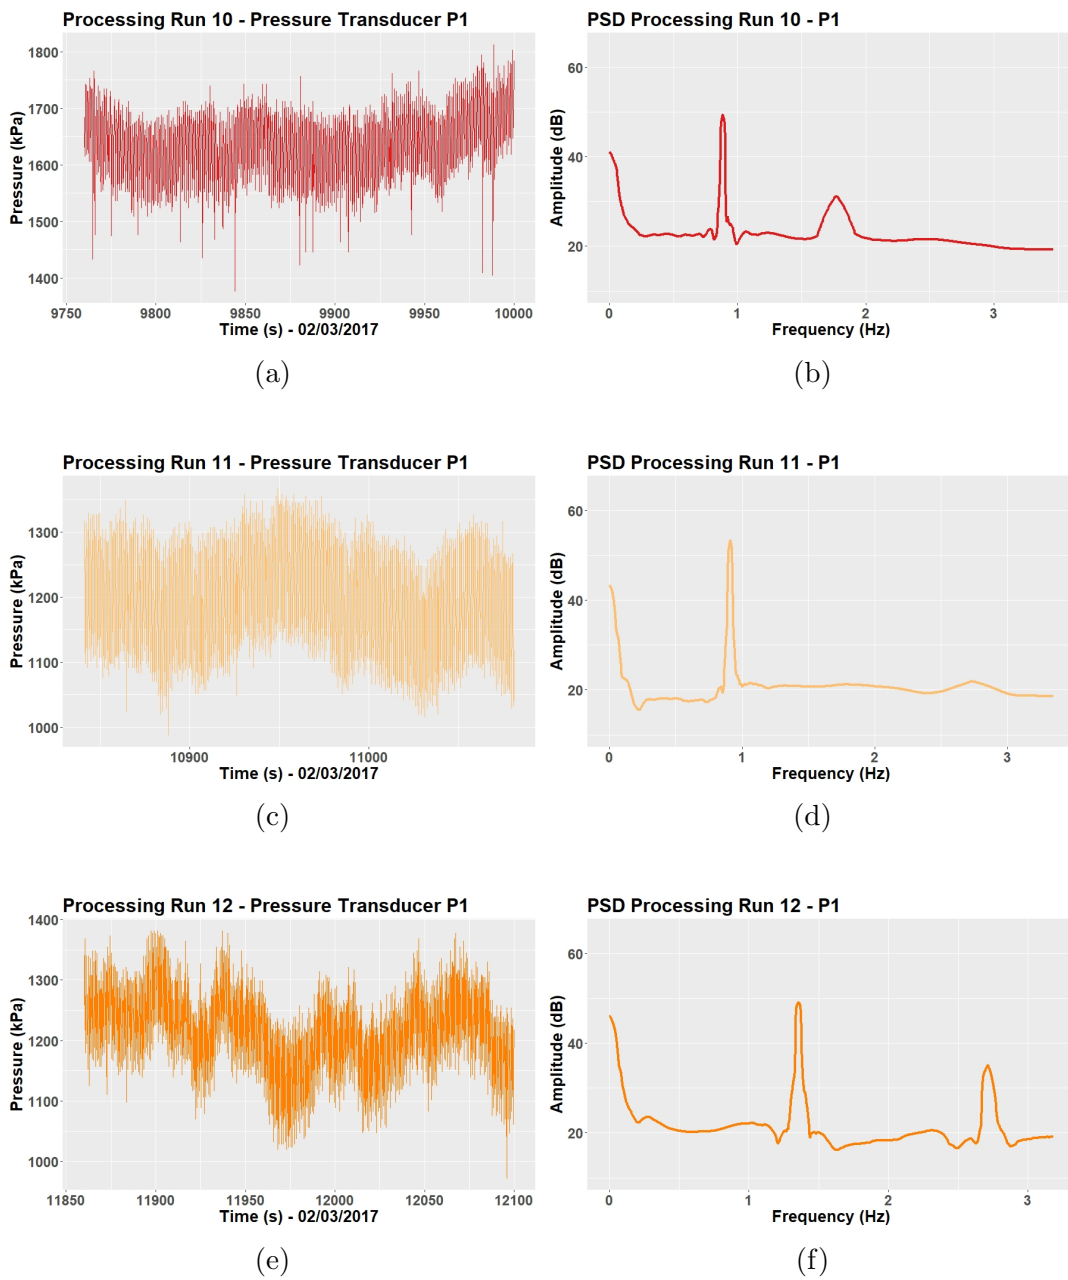 Processing Run 10 - Pressure Transducer P1
Pressure (kPa)
1800
1700
1600
1500
1400
9750 9800 9850 9900 9950 10000
Time (s) - 02/03/2017
(a)
PSD Processing Run 10 - P1
Amplitude (dB)
60
40
20
0 1 2 3
Frequency (Hz)
(b)
Processing Run 11 - Pressure Transducer P1
Pressure (kPa)
1300
1200
1100
1000
10900 11000
Time (s) - 02/03/2017
(c)
PSD Processing Run 11 - P1
Amplitude (dB)
60
40
20
0 1 2 3
Frequency (Hz)
(d)
Processing Run 12 - Pressure Transducer P1
Pressure (kPa)
1400
1300
1200
1100
1000
11850 11900 11950 12000 12050 12100
Time (s) - 02/03/2017
(e)
PSD Processing Run 12 - P1
Amplitude (dB)
60
40
20
0 1 2 3
Frequency (Hz)
(f)